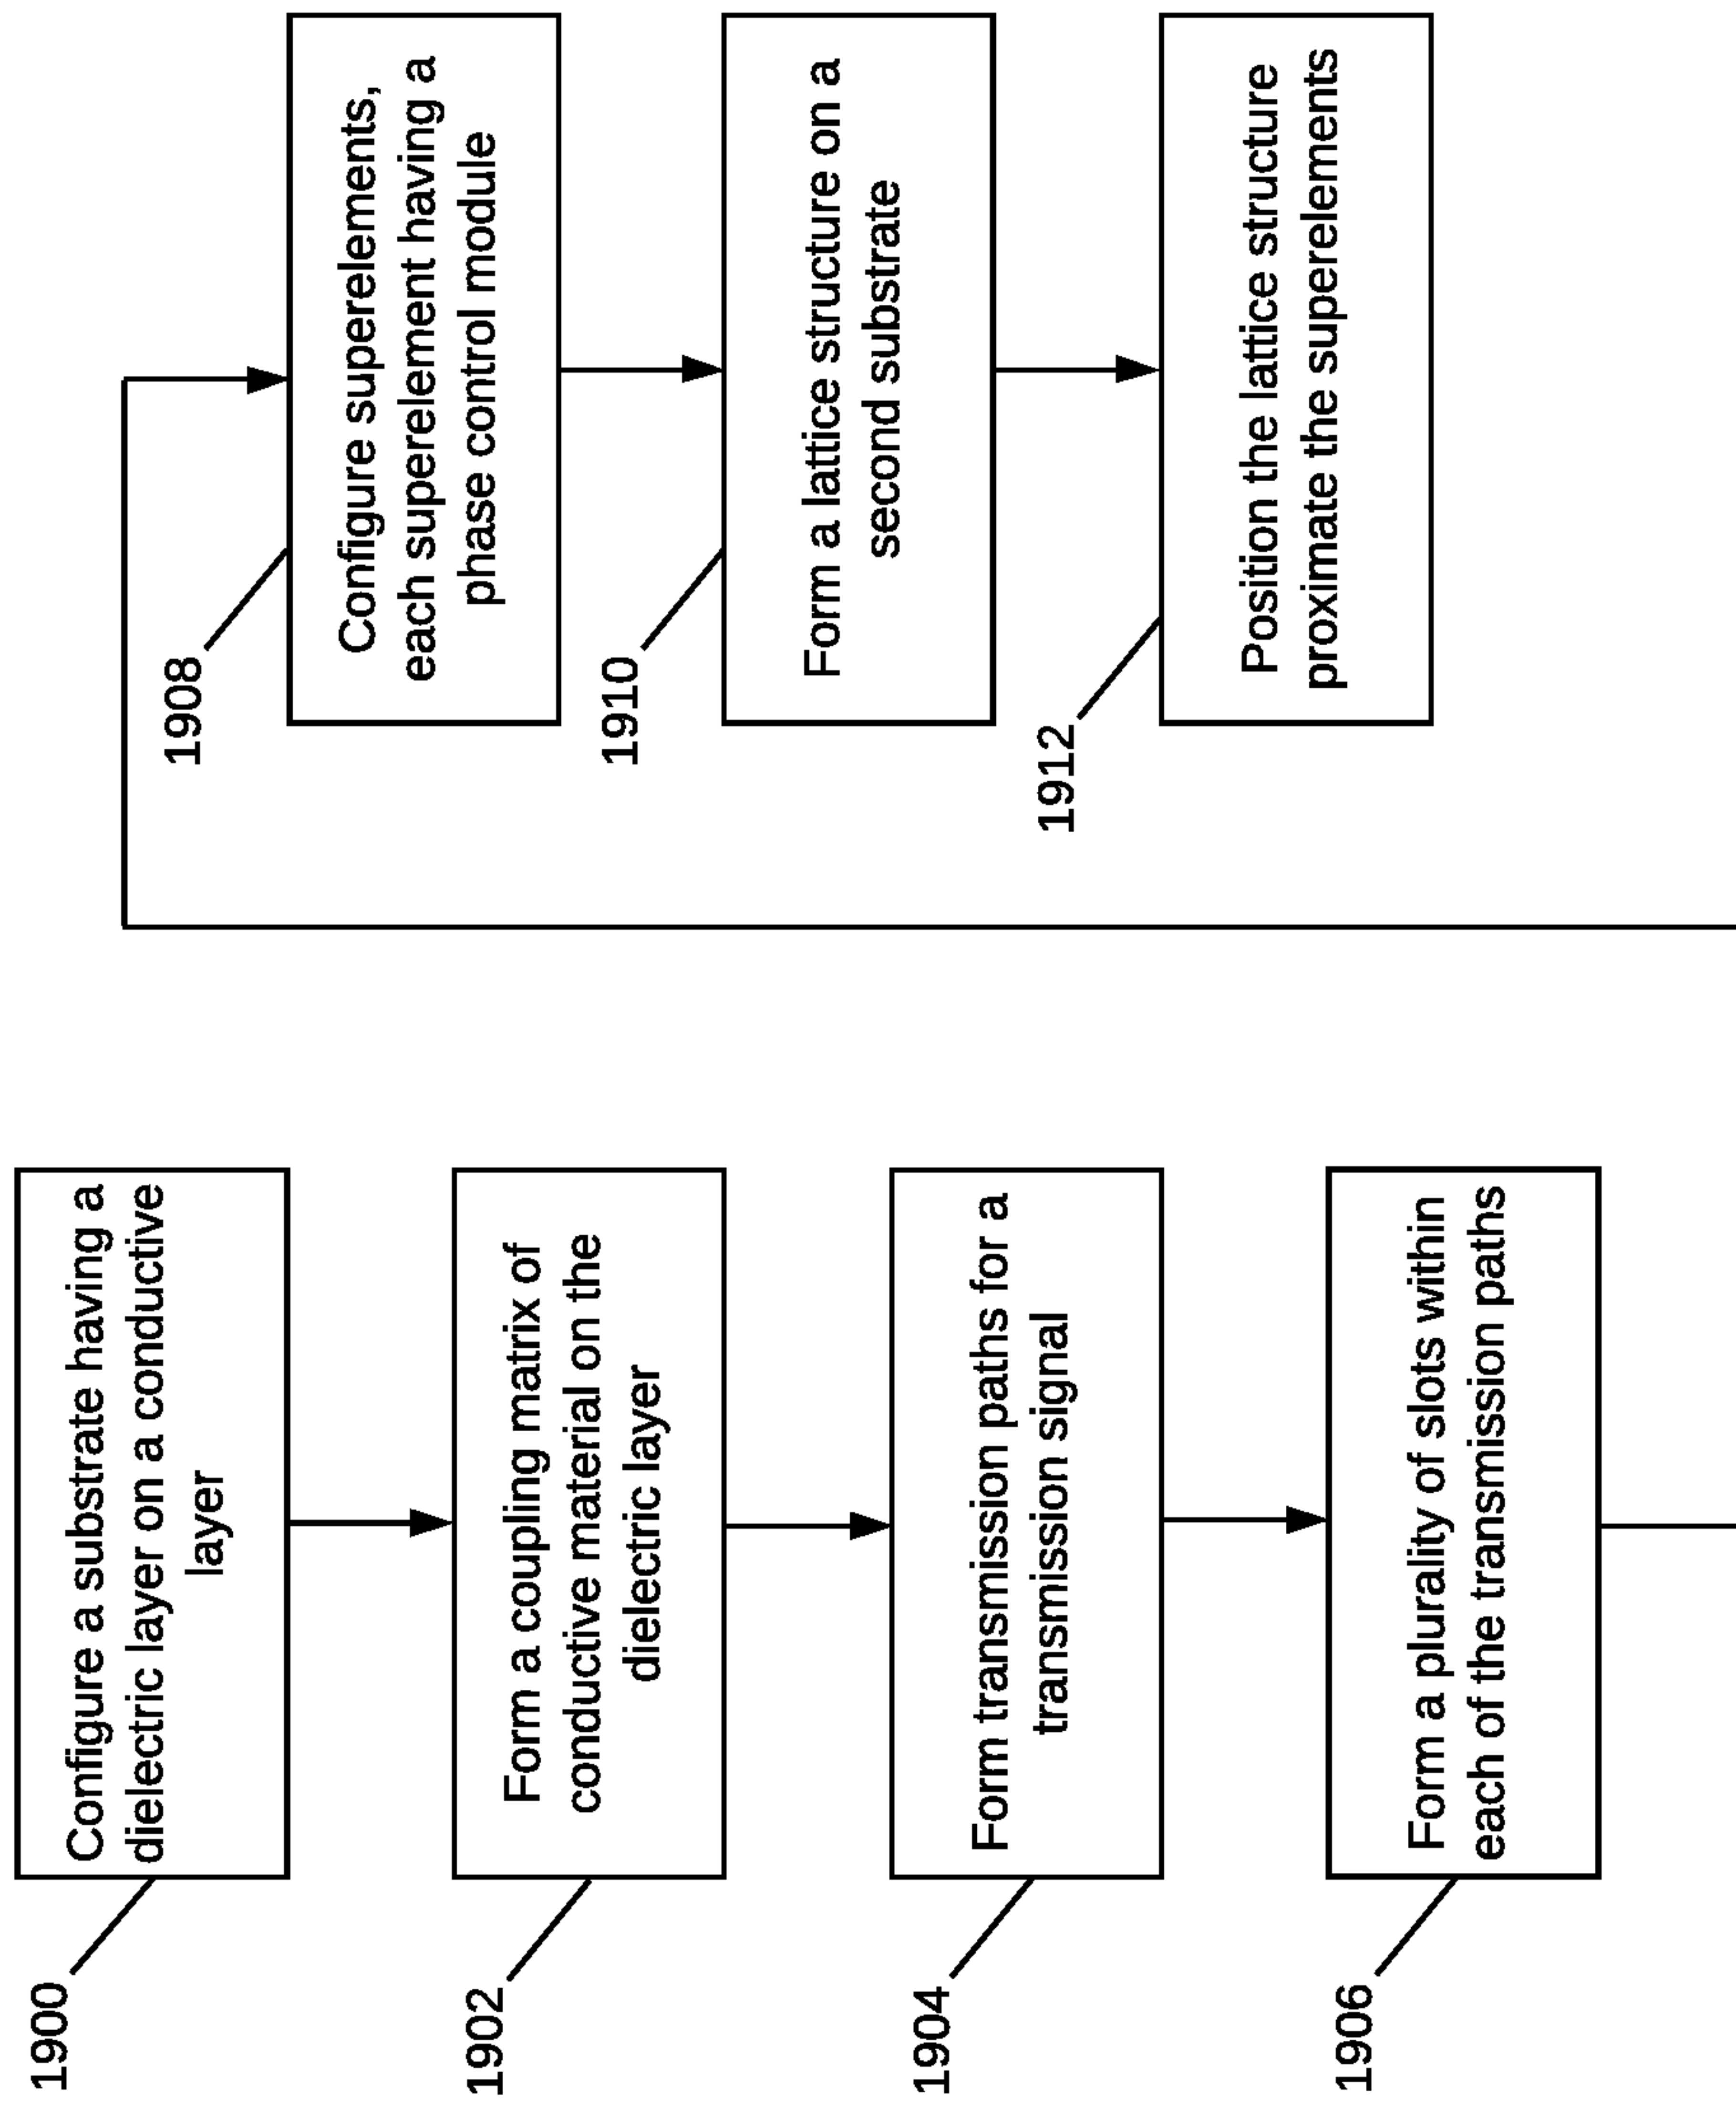 1900
Configure a substrate having a
dielectric layer on a conductive
layer
1902
Form a coupling matrix of
conductive material on the
dielectric layer
1904
Form transmission paths for a
transmission signal
1906
Form a plurality of slots within
each of the transmission paths
1908
Configure superelements,
each superelement having a
phase control module
1910
Form a lattice structure on a
second substrate
1912
Position the lattice structure
proximate the superelements